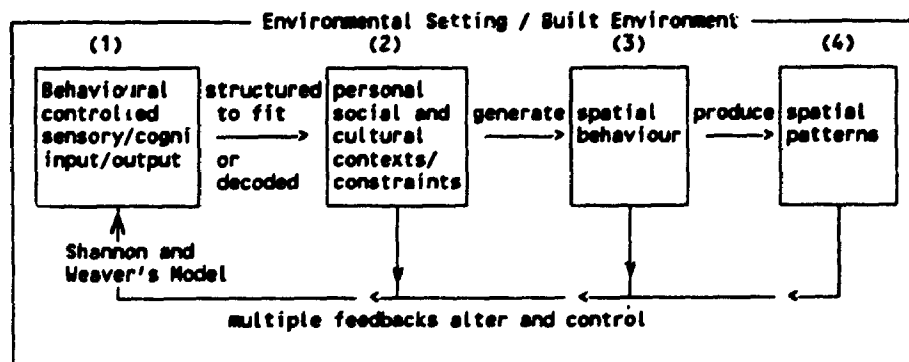 Environmental Setting / Built Environment
(1) (2) (3) (4)
Behavioural
controlled
sensory/cogni
input/output
structured
to fit
or
decoded
personal
social and
cultural
contexts/
constraints
generate
spatial
behaviour
produce
spatial
patterns
Shannon and
Weaver's Model
multiple feedbacks alter and control